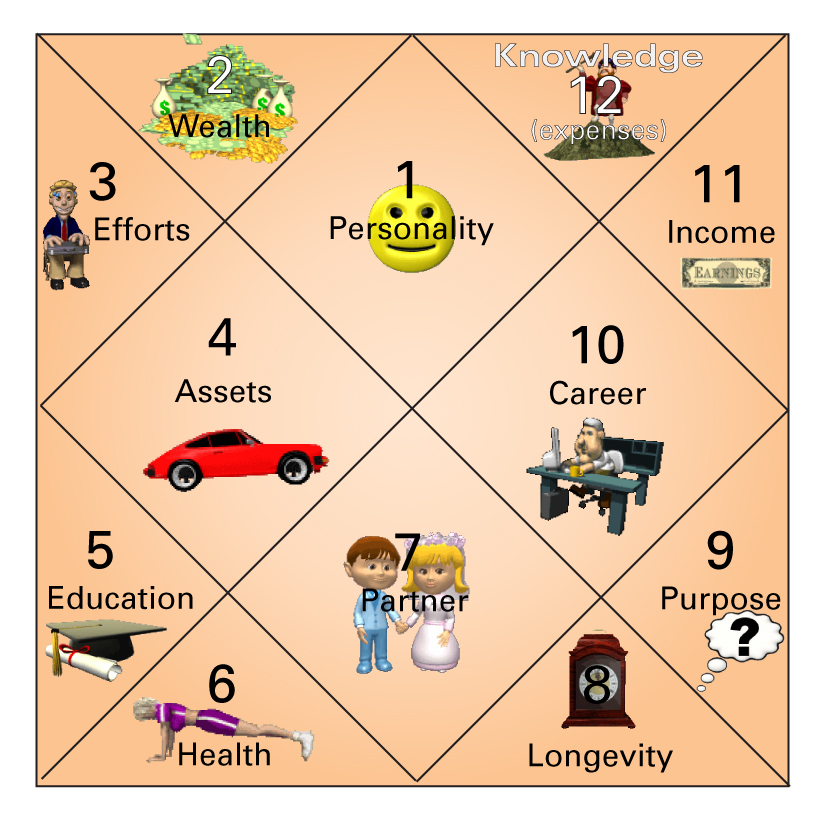 Knowledge
2
12
Wealth
(expenses)
3
1
11
Efforts
Personality
Income
EARNINGS
4
10
Assets
Career
5
7
9
Education
Partner
Purpose
?
6
8
Health
Longevity
$
$
$